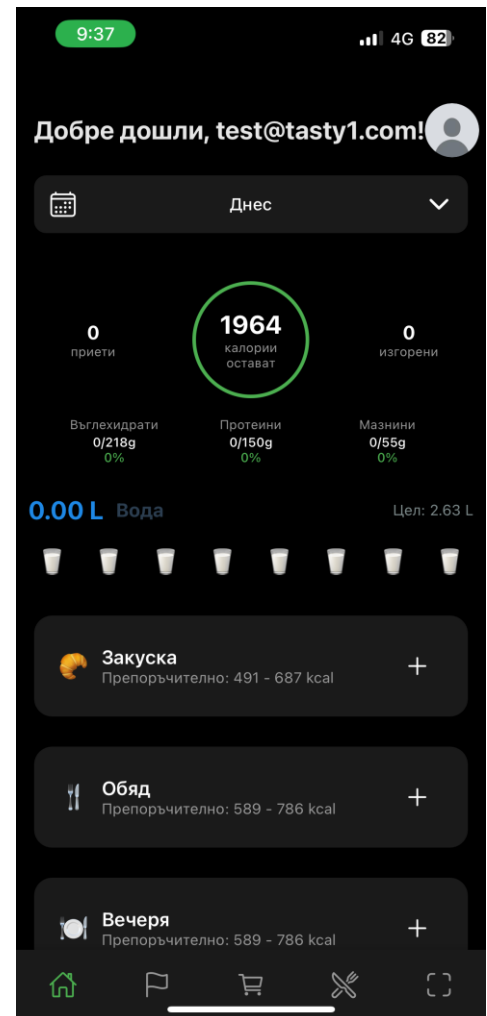 9:37
4G 82
Добре дошли, test@tasty1.com!
Днес
0
приети
1964
калории
остават
0
изгорени
Въглехидрати
0/218g
0%
Протеини
0/150g
0%
Мазнини
0/55g
0%
0.00 L Вода
Цел: 2.63 L
Закуска
Препоръчително: 491 - 687 kcal
Обяд
Препоръчително: 589 - 786 kcal
Вечеря
Препоръчително: 589 - 786 kcal